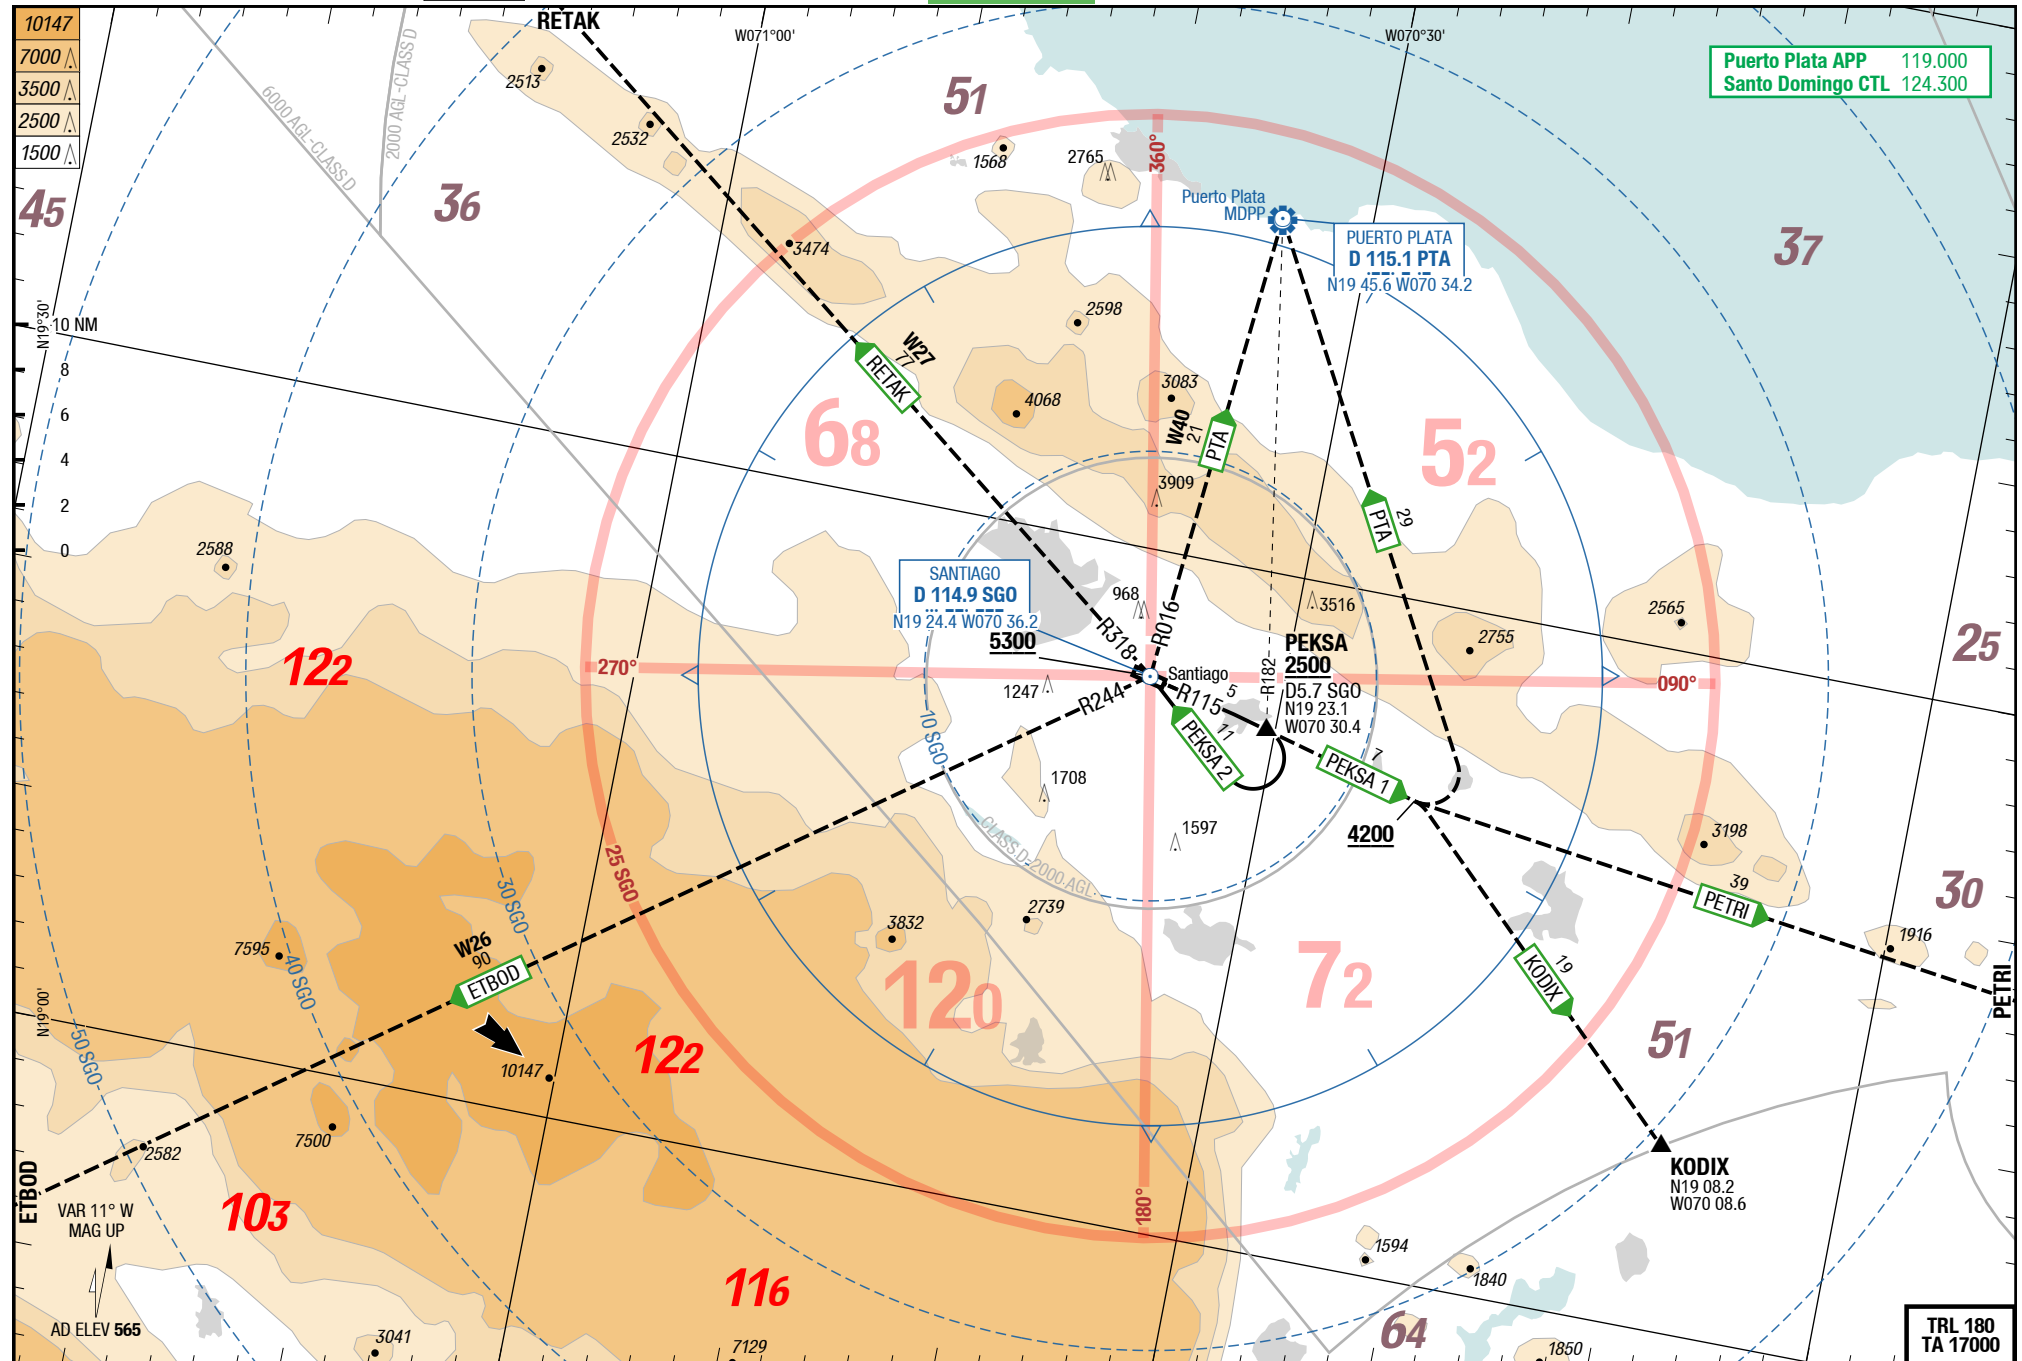 RETAK
10147
7000
3500
2500
1500
W071°00'
W070°30'
Puerto Plata APP 119.000
Santo Domingo CTL 124.300
6000 AGL-CLASS D
2000 AGL-CLASS D
2513
2532
51
1568
2765
360°
45
36
Puerto Plata
MDPP
PUERTO PLATA
D 115.1 PTA
N19 45.6 W070 34.2
37
3474
2598
N19°30'
10 NM
8
6
4
2
0
W27
77
RETAK
4068
3083
W40
21
PTA
68
52
3909
PTA
29
2588
SANTIAGO
D 114.9 SGO
N19 24.4 W070 36.2
5300
968
R318
R016
3516
2565
2755
25
PEKSA
2500
D5.7 SGO
N19 23.1
W070 30.4
R182
122
270°
Santiago
090°
1247
R244
R115
5
11
PEKSA 2
7
PEKSA 1
10 SGO
1708
1597
4200
CLASS D-2000 AGL
3198
25 SGO
30 SGO
39
PETRI
30
2739
3832
1916
7595
40 SGO
W26
90
ETBOD
120
72
19
KODIX
PETRI
N19°00'
50 SGO
122
51
10147
7500
2582
KODIX
N19 08.2
W070 08.6
ETBOD
103
180°
VAR 11° W
MAG UP
1594
1840
116
AD ELEV 565
3041
7129
64
1850
TRL 180
TA 17000